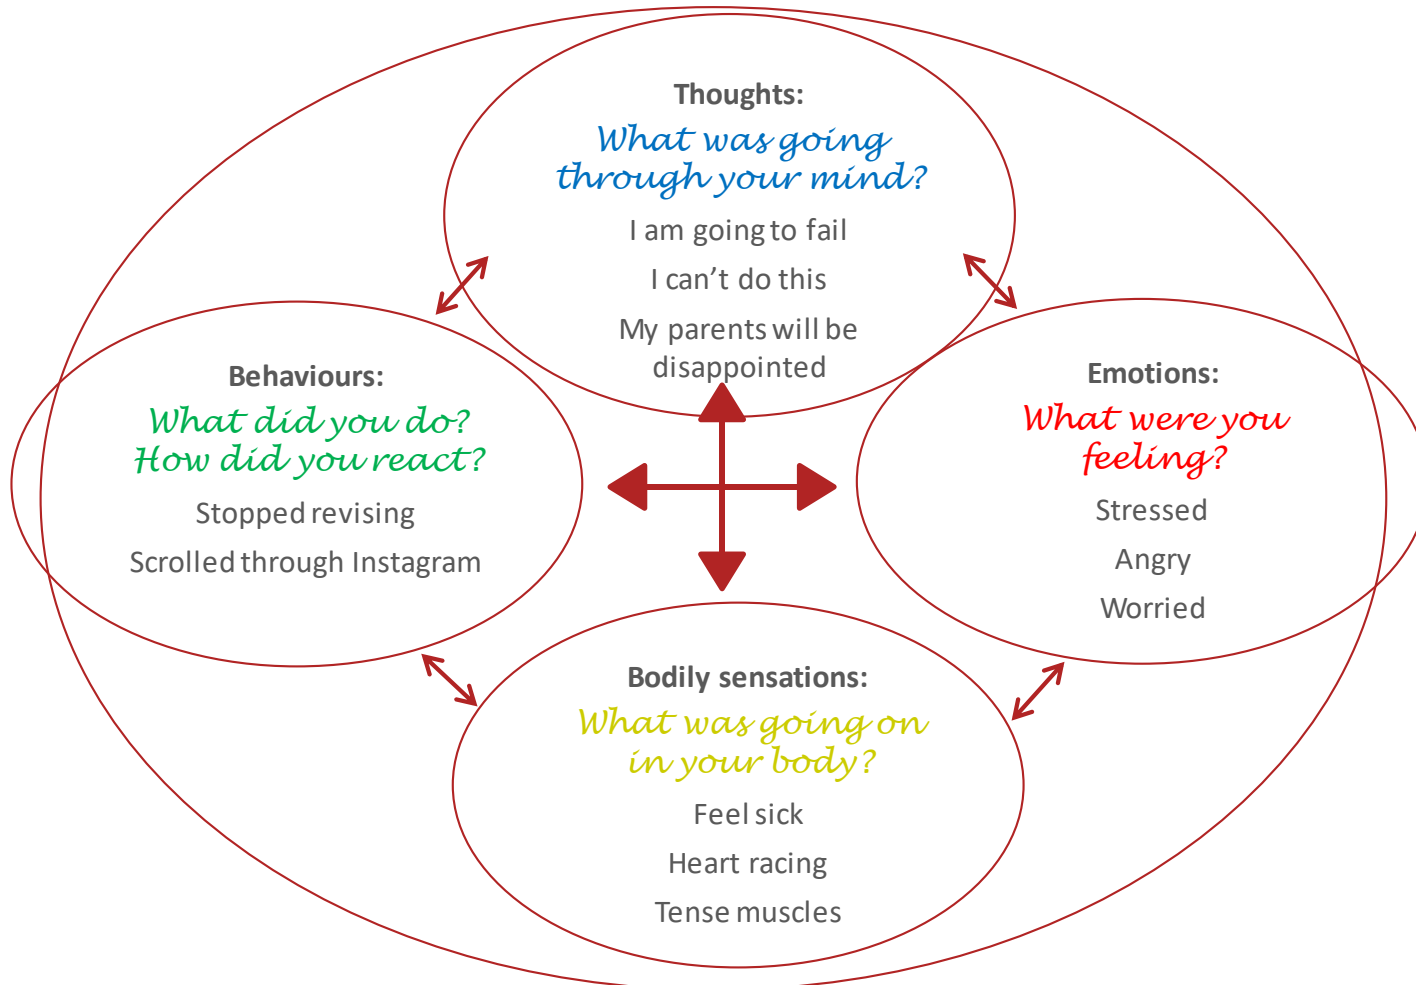 Thoughts:
What was going
through your mind?
I am going to fail
I can't do this
My parents will be
disappointed
Behaviours:
What did you do?
How did you react?
Stopped revising
Scrolled through Instagram
Emotions:
What were you
feeling?
Stressed
Angry
Worried
Bodily sensations:
What was going on
in your body?
Feel sick
Heart racing
Tense muscles